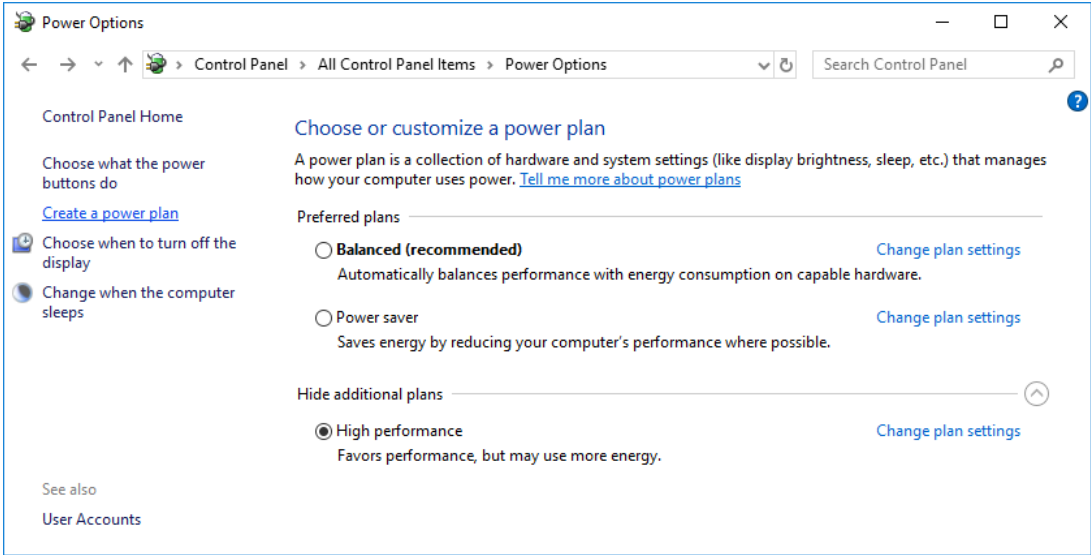 Power Options
Control Panel > All Control Panel Items > Power Options
Search Control Panel
Control Panel Home
Choose what the power
buttons do
Create a power plan
Choose when to turn off the
display
Change when the computer
sleeps
See also
User Accounts
?
Choose or customize a power plan
A power plan is a collection of hardware and system settings (like display brightness, sleep, etc.) that manages
how your computer uses power. Tell me more about power plans
Preferred plans
Balanced (recommended) Change plan settings
Automatically balances performance with energy consumption on capable hardware.
Power saver Change plan settings
Saves energy by reducing your computer's performance where possible.
Hide additional plans
High performance Change plan settings
Favors performance, but may use more energy.